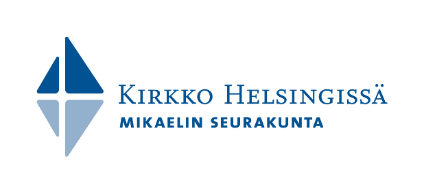 Kirkko Helsingissä
MIKAELIN SEURAKUNTA